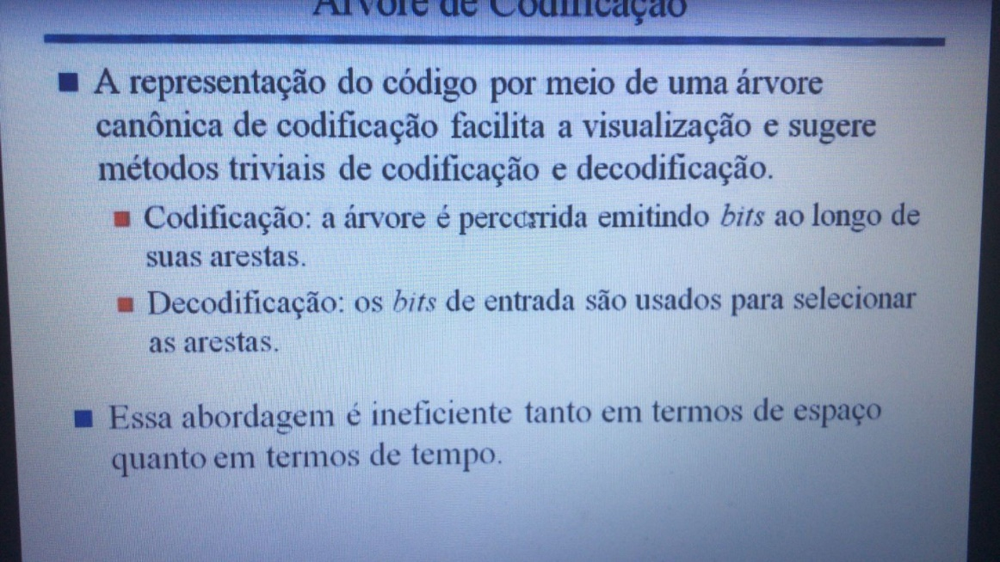 Árvore de Codificação
A representação do código por meio de uma árvore
canônica de codificação facilita a visualização e sugere
métodos triviais de codificação e decodificação.
Codificação: a árvore é percorrida emitindo bits ao longo de
suas arestas.
Decodificação: os bits de entrada são usados para selecionar
as arestas.
Essa abordagem é ineficiente tanto em termos de espaço
quanto em termos de tempo.